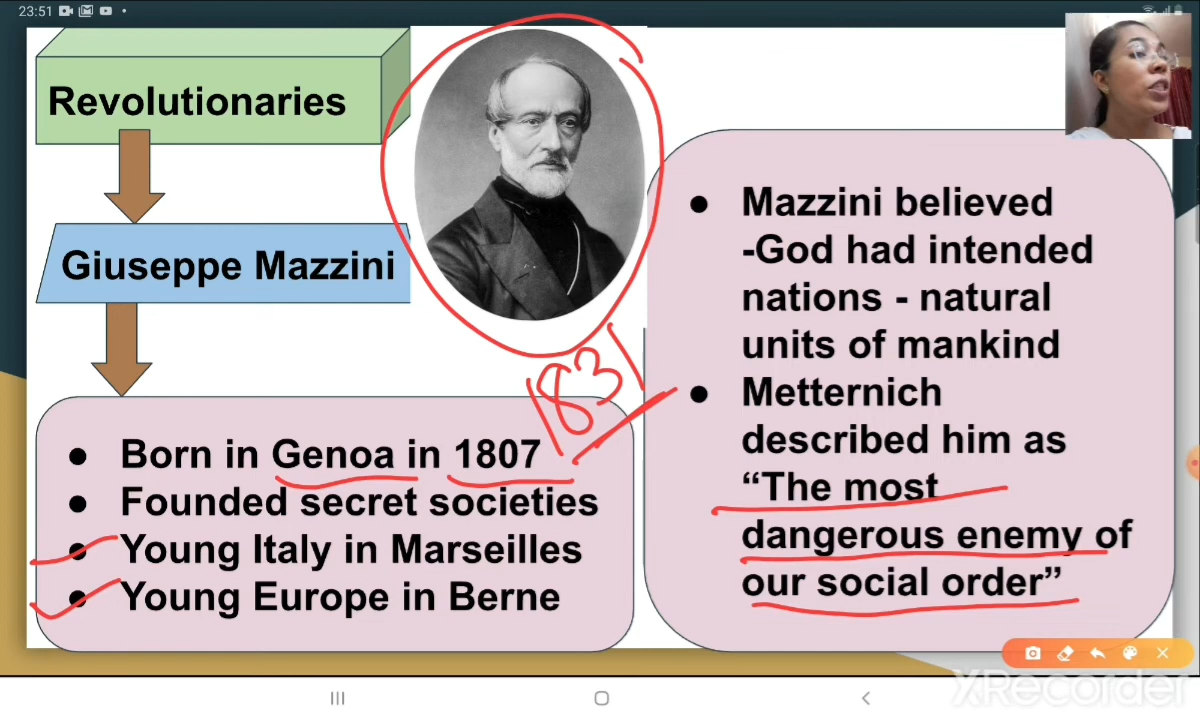 23:51
Revolutionaries
Giuseppe Mazzini
1831
● Born in Genoa in 1807
● Founded secret societies
● Young Italy in Marseilles
● Young Europe in Berne
● Mazzini believed
-God had intended
nations - natural
units of mankind
● Metternich
described him as
“The most
dangerous enemy of
our social order”
XRecorder